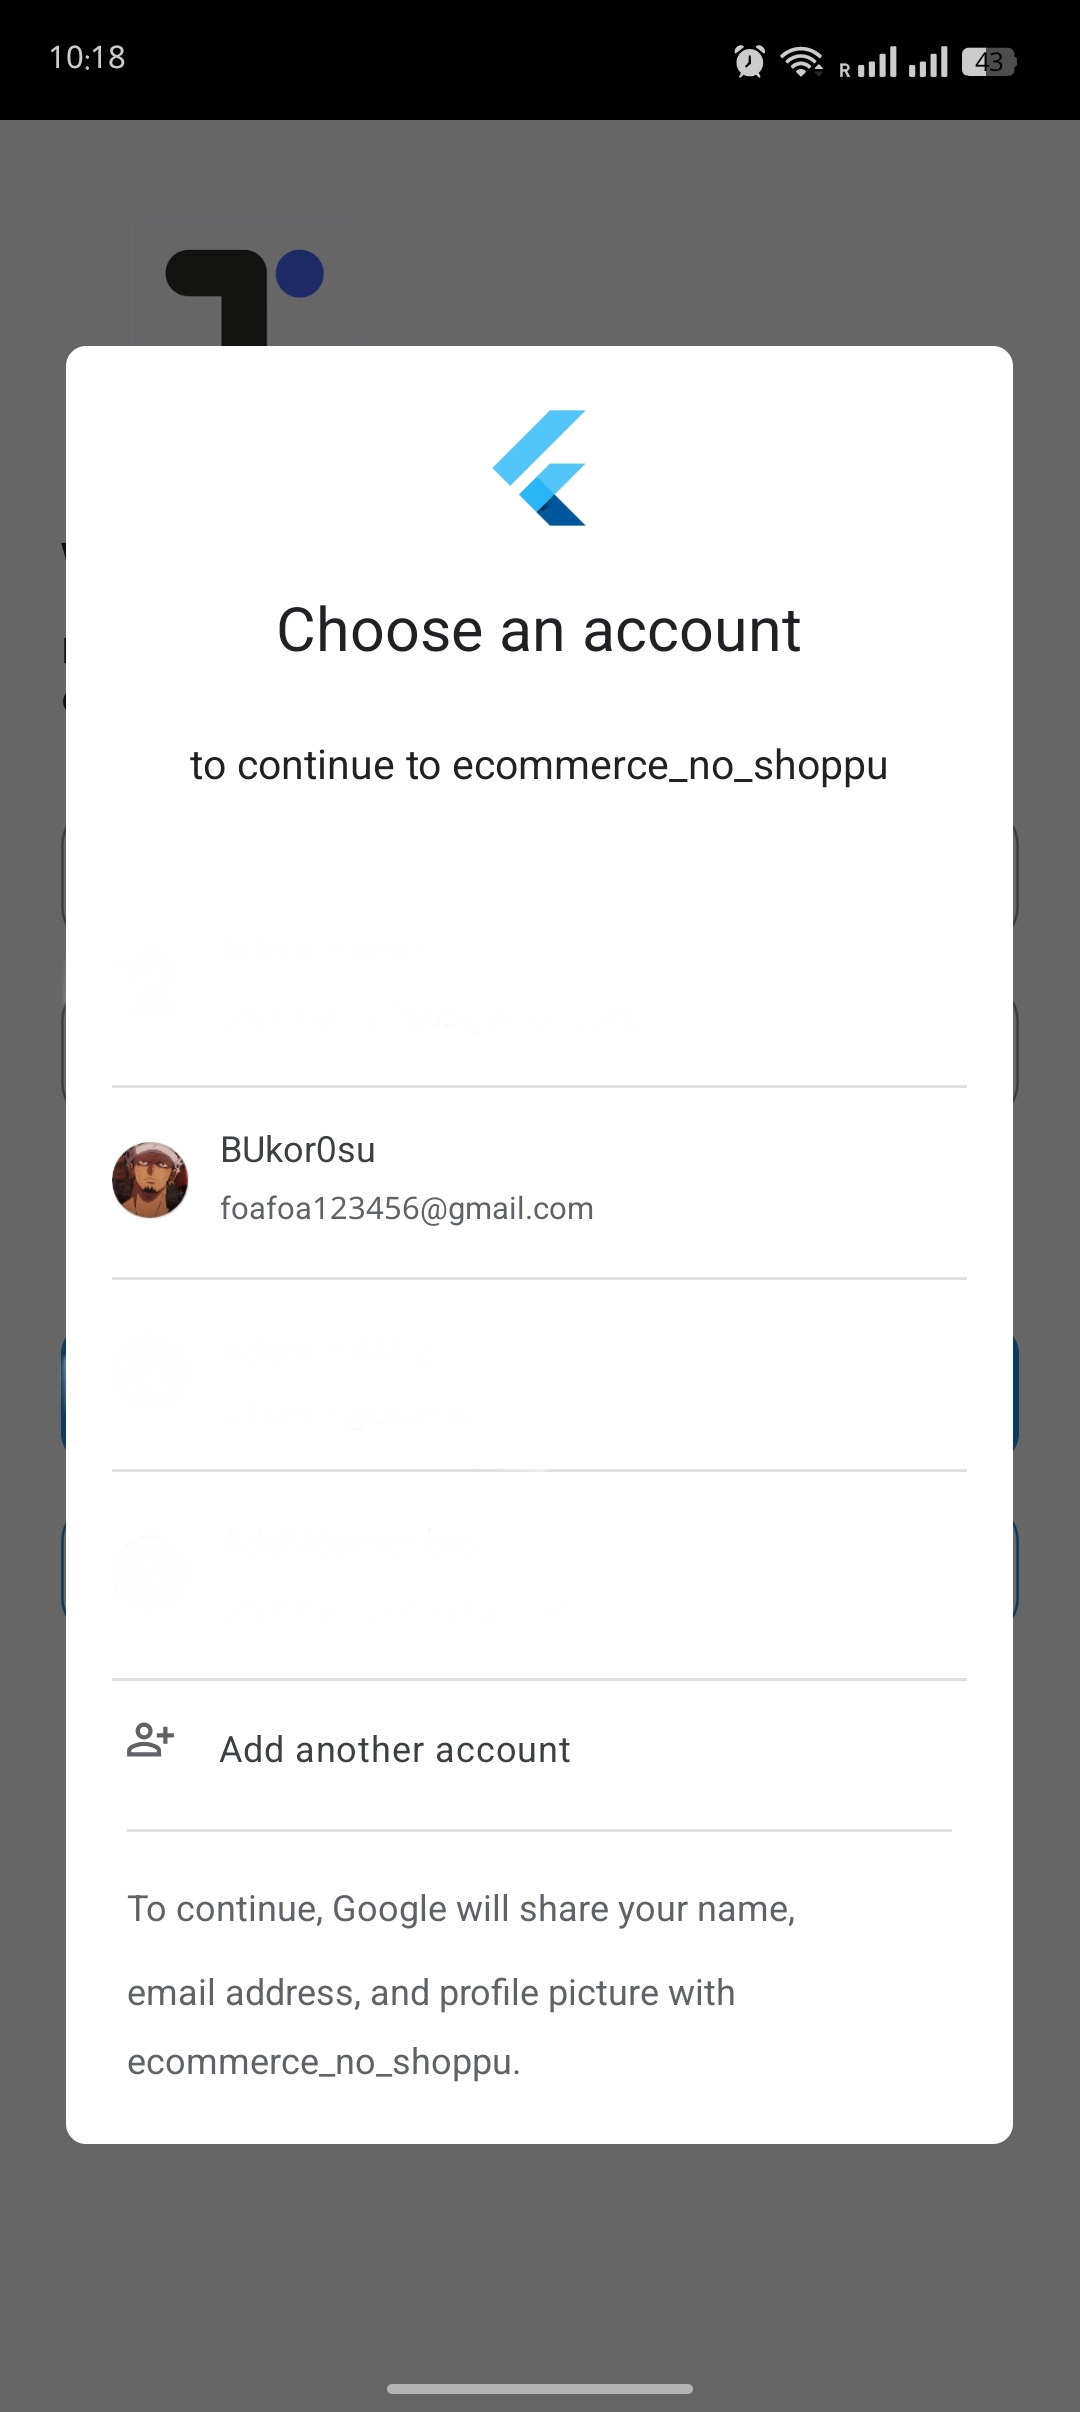 10:18
R
43
Choose an account
to continue to ecommerce_no_shoppu
BUkor0su
foafoa123456@gmail.com
Add another account
To continue, Google will share your name,
email address, and profile picture with
ecommerce_no_shoppu.